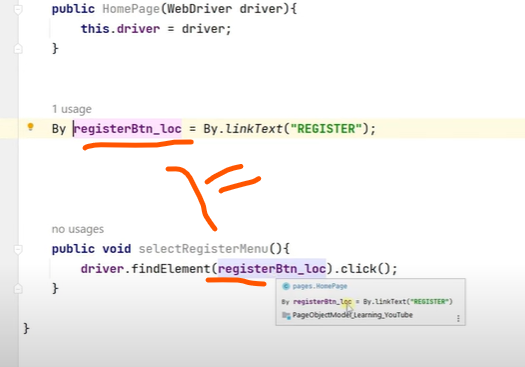 public HomePage(WebDriver driver){
this.driver = driver;
}
1 usage
By registerBtn_loc = By.linkText("REGISTER");
no usages
public void selectRegisterMenu(){
driver.findElement(registerBtn_loc).click();
}
pages.HomePage
By registerBtn_loc = By.linkText("REGISTER")
PageObjectModel_Learning_YouTube
}